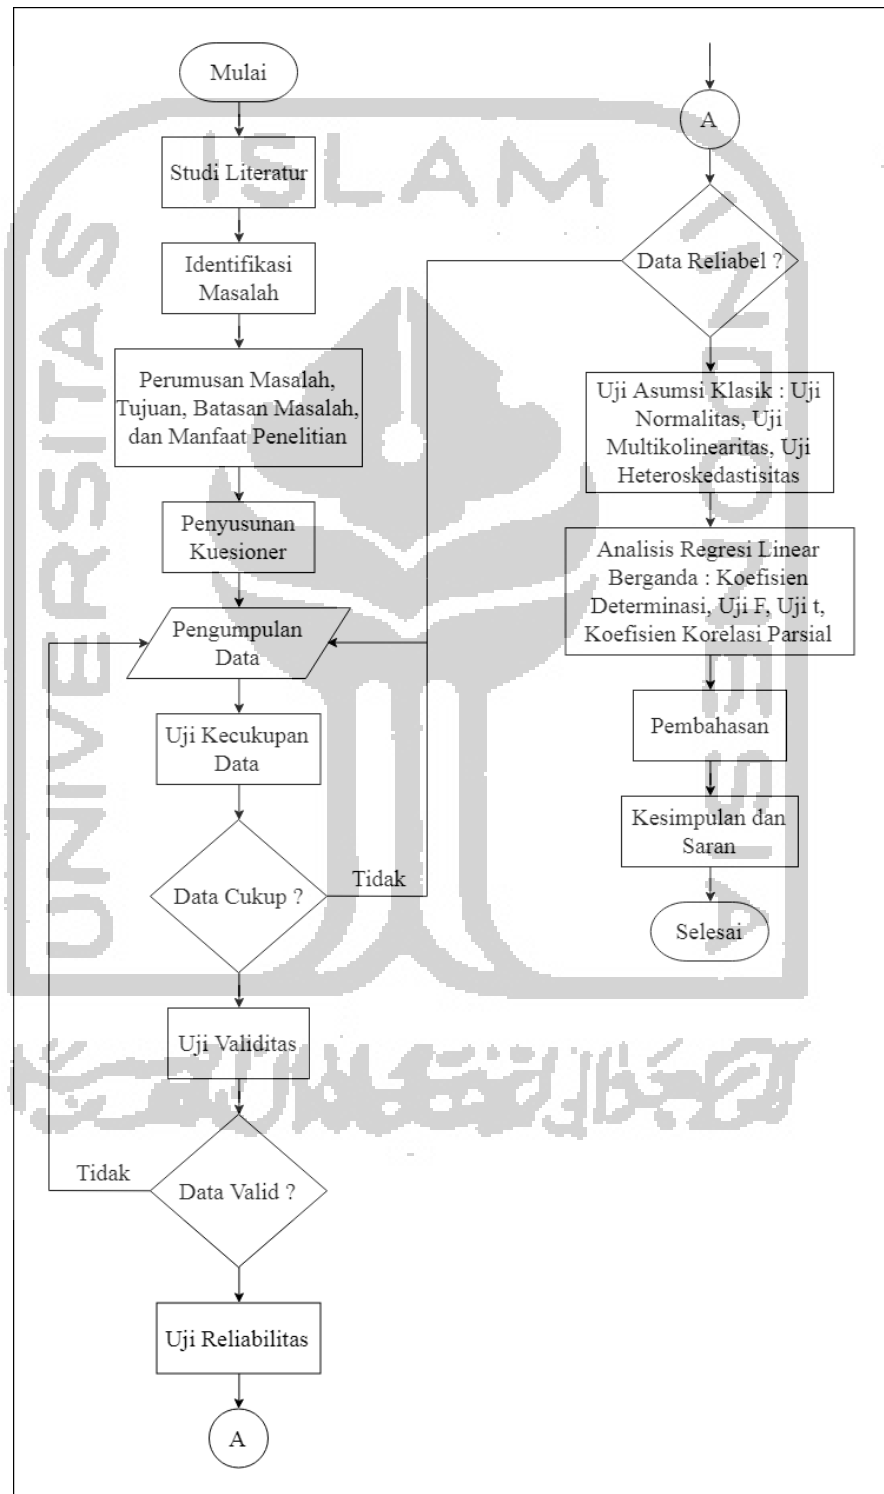 Mulai
Studi Literatur
Identifikasi
Masalah
Perumusan Masalah,
Tujuan, Batasan Masalah,
dan Manfaat Penelitian
Penyusunan
Kuesioner
Pengumpulan
Data
Uji Kecukupan
Data
Data Cukup ?
Tidak
Uji Validitas
Data Valid ?
Tidak
Uji Reliabilitas
A
A
Data Reliabel ?
Uji Asumsi Klasik : Uji
Normalitas, Uji
Multikolinearitas, Uji
Heteroskedastisitas
Analisis Regresi Linear
Berganda : Koefisien
Determinasi, Uji F, Uji t,
Koefisien Korelasi Parsial
Pembahasan
Kesimpulan dan
Saran
Selesai
UNIVERSITAS
ISLAM
INDONESIA